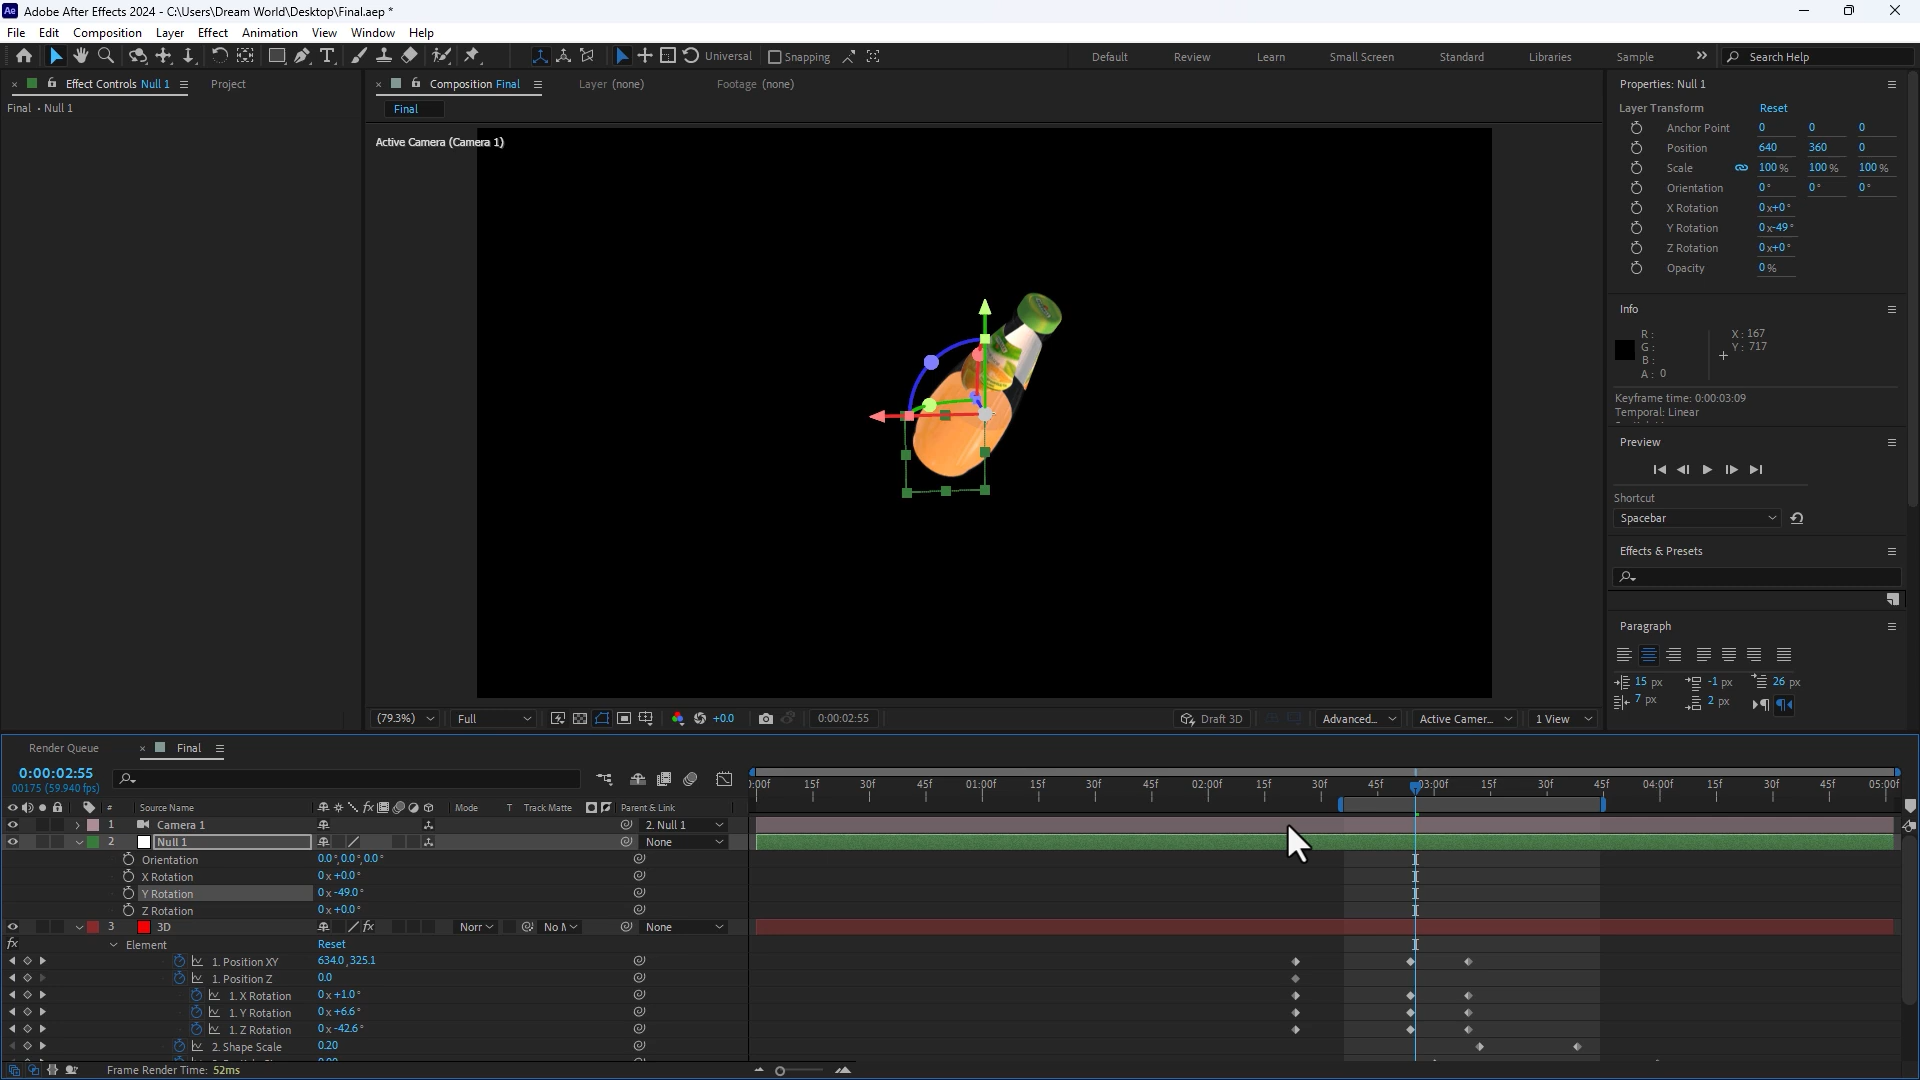 Adobe After Effects 2024 - C:\Users\Dream World\Desktop\Final.aep *
File Edit Composition Layer Effect Animation View Window Help
Universal Snapping Default Review Learn Small Screen Standard Libraries Sample Search Help
Effect Controls Null 1 Project Composition Final Layer (none) Footage (none) Properties: Null 1
Final • Null 1
Final
Active Camera (Camera 1)
Layer Transform Reset
Anchor Point 0 0 0
Position 640 360 0
Scale 100 % 100 % 100 %
Orientation 0° 0° 0°
X Rotation 0x+0°
Y Rotation 0x-49°
Z Rotation 0x+0°
Opacity 0 %
Info
R:
G:
B:
A: 0
X: 167
Y: 717
Keyframe time: 0:00:03:09
Temporal: Linear
Preview
Shortcut
Spacebar
Effects & Presets
Paragraph
15 px -1 px 26 px
7 px 2 px
(79.3%) Full +0.0 0:00:02:55 Draft 3D Advanced... Active Camer... 1 View
Render Queue Final
0:00:02:55
00175 (59.940 fps)
):00f 15f 30f 45f 01:00f 15f 30f 45f 02:00f 15f 30f 45f 03:00f 15f 30f 45f 04:00f 15f 30f 45f 05:00f
# Source Name Mode T Track Matte Parent & Link
1 Camera 1 2. Null 1
2 Null 1 None
Orientation 0.0°,0.0°,0.0°
X Rotation 0x+0.0°
Y Rotation 0x-49.0°
Z Rotation 0x+0.0°
3 3D Norr No M None
fx Element Reset
1. Position XY 634.0,325.1
1. Position Z 0.0
1. X Rotation 0x+1.0°
1. Y Rotation 0x+6.6°
1. Z Rotation 0x-42.6°
2. Shape Scale 0.20
Frame Render Time: 52ms